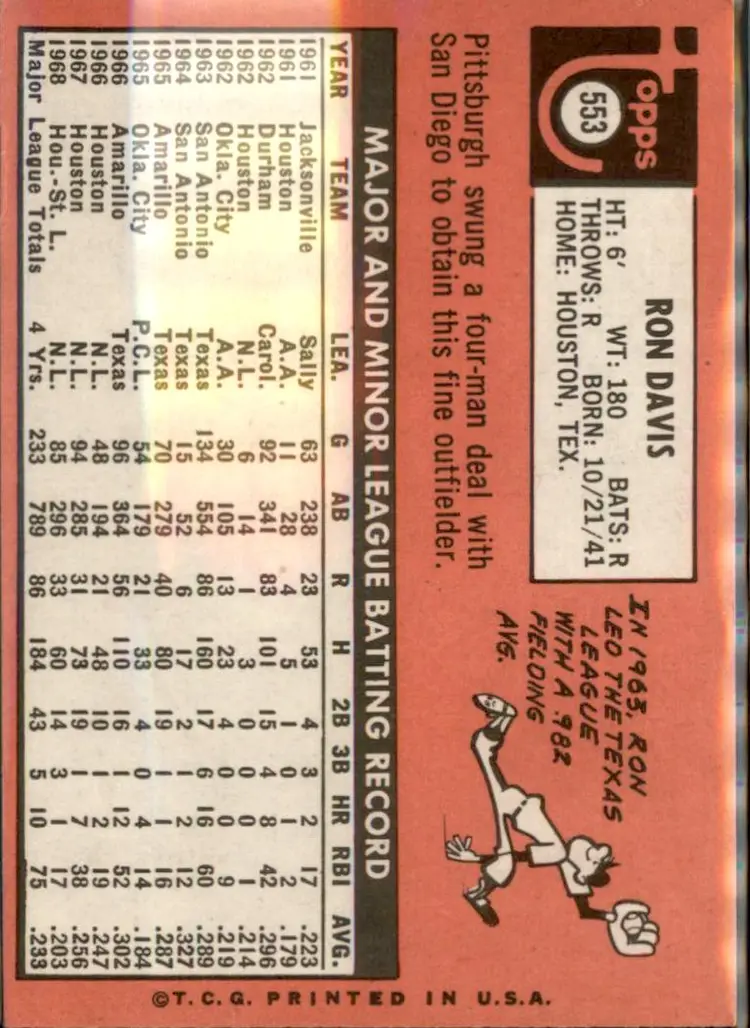 Topps
553
RON DAVIS
HT: 6' WT: 180 BATS: R
THROWS: R BORN: 10/21/41
HOME: HOUSTON, TEX.
IN 1963, RON
LED THE TEXAS
LEAGUE
WITH A .982
FIELDING
AVG.
Pittsburgh swung a four-man deal with
San Diego to obtain this fine outfielder.
MAJOR AND MINOR LEAGUE BATTING RECORD
YEAR TEAM LEA. G AB R H 2B 3B HR RBI AVG.
1961 Jacksonville Sally 63 238 23 53 4 3 2 17 .223
1961 Houston A.A. 11 28 4 5 1 0 1 2 .179
1962 Durham Carol. 92 341 83 101 15 4 8 42 .296
1962 Houston N.L. 6 14 1 3 0 0 0 1 .214
1962 Okla. City A.A. 30 105 13 23 4 0 0 9 .219
1963 San Antonio Texas 134 554 86 160 17 6 16 60 .289
1964 San Antonio Texas 15 52 6 17 2 1 2 12 .327
1965 Amarillo Texas 70 279 40 80 19 1 1 16 .287
1965 Okla. City P.C.L. 54 179 21 33 4 0 4 14 .184
1966 Amarillo Texas 96 364 56 110 16 1 12 52 .302
1966 Houston N.L. 48 194 21 48 10 1 2 19 .247
1967 Houston N.L. 94 285 31 73 19 1 7 38 .256
1968 Hou.-St. L. N.L. 85 296 33 60 14 3 1 17 .203
Major League Totals 4 Yrs. 233 789 86 184 43 5 10 75 .233
©T.C.G. PRINTED IN U.S.A.